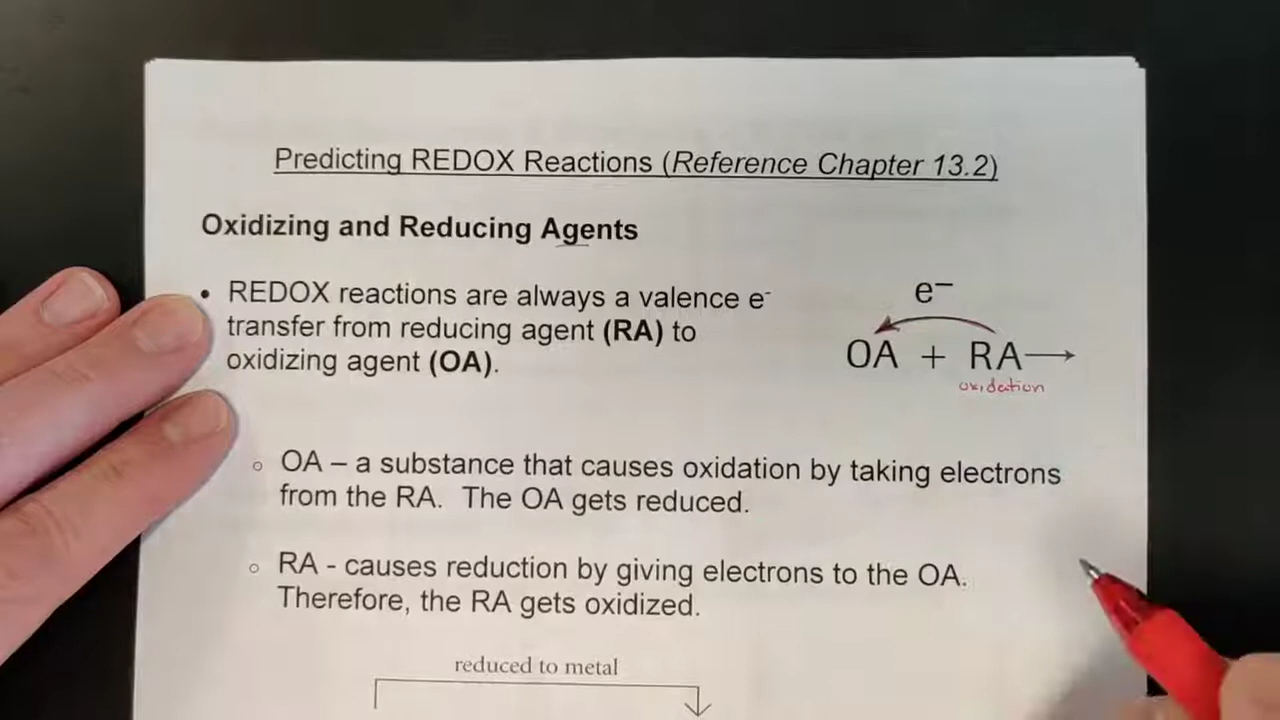 Predicting REDOX Reactions (Reference Chapter 13.2)
Oxidizing and Reducing Agents
• REDOX reactions are always a valence e⁻
transfer from reducing agent (RA) to
oxidizing agent (OA).
e⁻
OA + RA →
oxidation
○ OA – a substance that causes oxidation by taking electrons
from the RA. The OA gets reduced.
○ RA - causes reduction by giving electrons to the OA.
Therefore, the RA gets oxidized.
reduced to metal